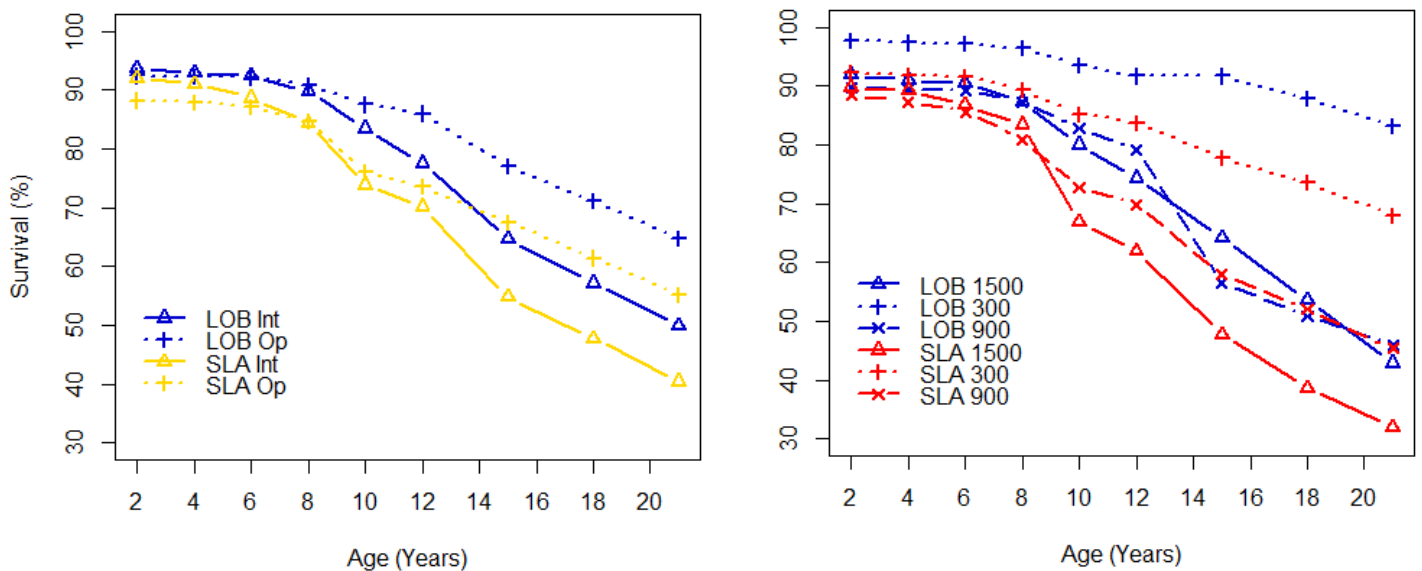 Survival (%)
100
90
80
70
60
50
40
30
LOB Int
LOB Op
SLA Int
SLA Op
2 4 6 8 10 12 14 16 18 20
Age (Years)
100
90
80
70
60
50
40
30
LOB 1500
LOB 300
LOB 900
SLA 1500
SLA 300
SLA 900
2 4 6 8 10 12 14 16 18 20
Age (Years)